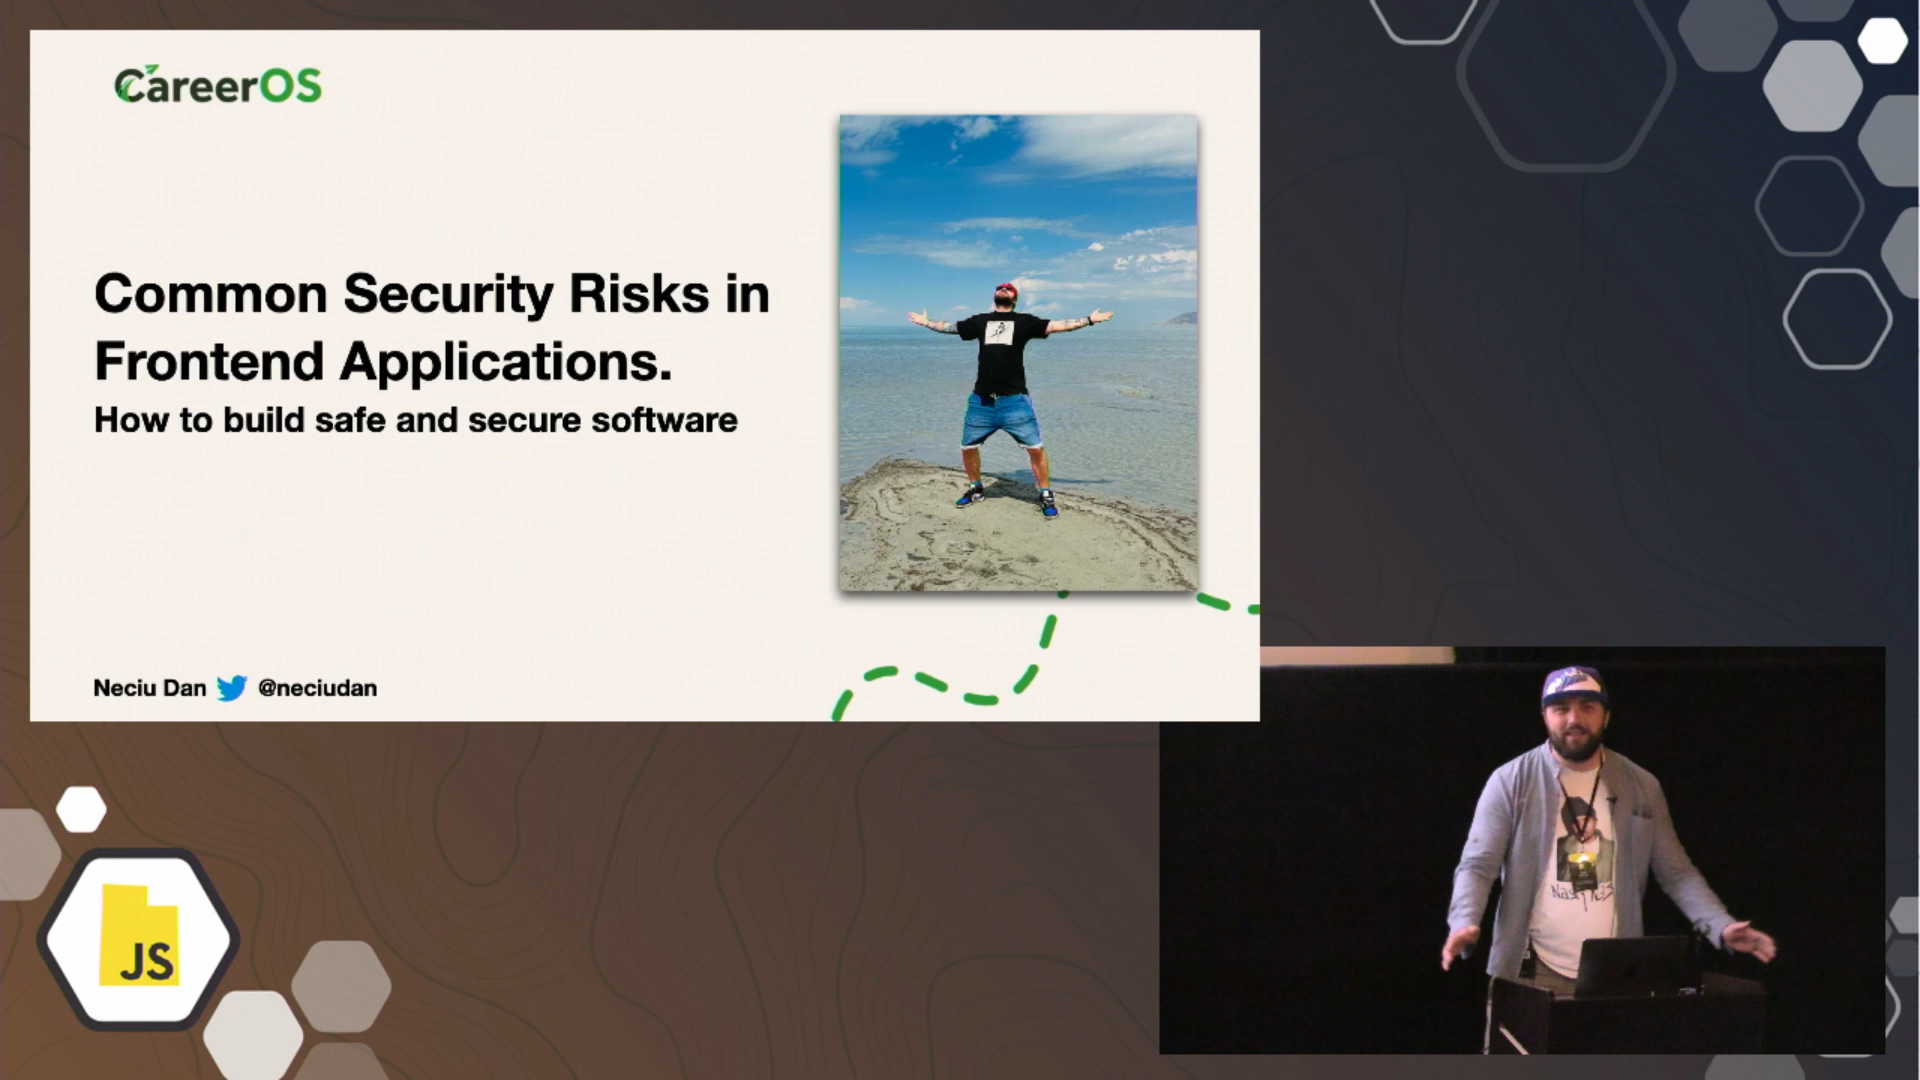 CareerOS
Common Security Risks in
Frontend Applications.
How to build safe and secure software
Neciu Dan @neciudan
JS